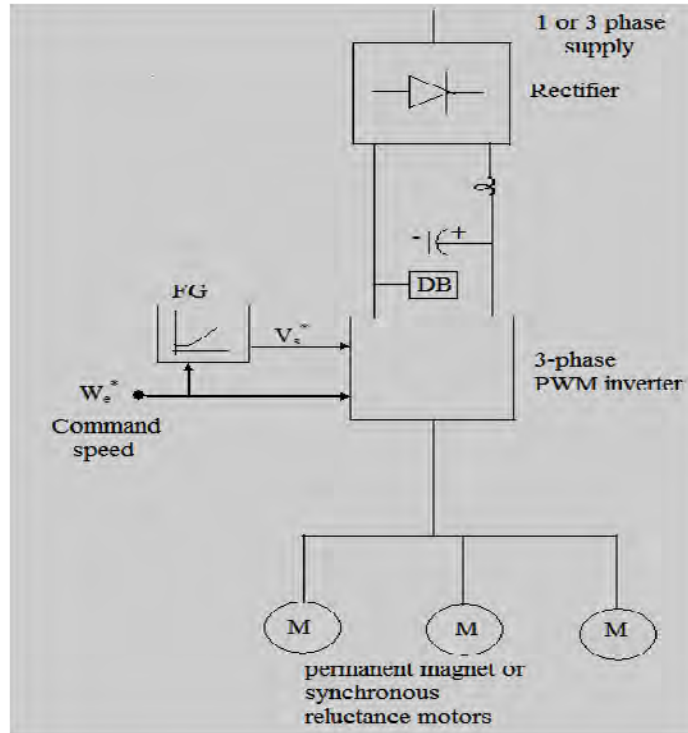 1 or 3 phase
supply
Rectifier
- +
DB
FG
Vs*
3-phase
PWM inverter
We*
Command
speed
M M M
permanent magnet or
synchronous
reluctance motors